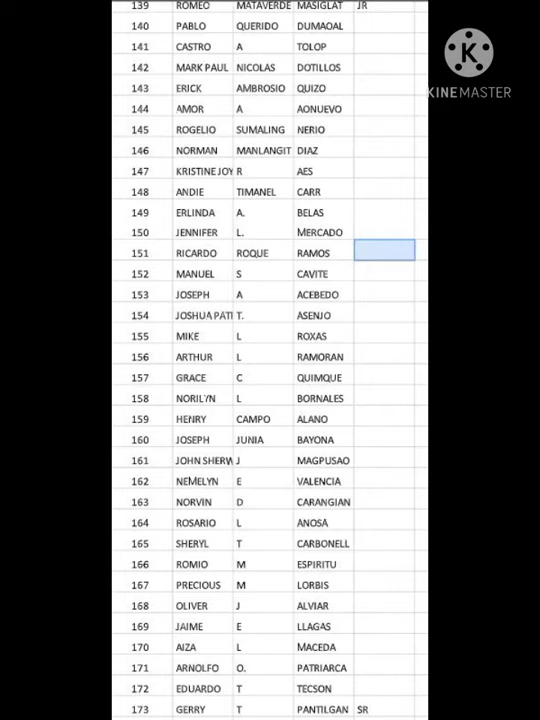 139 ROMEO MATAVERDE MASIGLAT JR
140 PABLO QUERIDO DUMAOAL
141 CASTRO A TOLOP
142 MARK PAUL NICOLAS DOTILLOS
143 ERICK AMBROSIO QUIZO
144 AMOR A AONUEVO
145 ROGELIO SUMALING NERIO
146 NORMAN MANLANGIT DIAZ
147 KRISTINE JOY R AES
148 ANDIE TIMANEL CARR
149 ERLINDA A. BELAS
150 JENNIFER L. MERCADO
151 RICARDO ROQUE RAMOS
152 MANUEL S CAVITE
153 JOSEPH A ACEBEDO
154 JOSHUA PATI T. ASENJO
155 MIKE L ROXAS
156 ARTHUR L RAMORAN
157 GRACE C QUIMQUE
158 NORILYN L BORNALES
159 HENRY CAMPO ALANO
160 JOSEPH JUNIA BAYONA
161 JOHN SHERW J MAGPUSAO
162 NEMELYN E VALENCIA
163 NORVIN D CARANGIAN
164 ROSARIO L ANOSA
165 SHERYL T CARBONELL
166 ROMIO M ESPIRITU
167 PRECIOUS M LORBIS
168 OLIVER J ALVIAR
169 JAIME E LLAGAS
170 AIZA L MACEDA
171 ARNOLFO O. PATRIARCA
172 EDUARDO T TECSON
173 GERRY T PANTILGAN SR
KINEMASTER